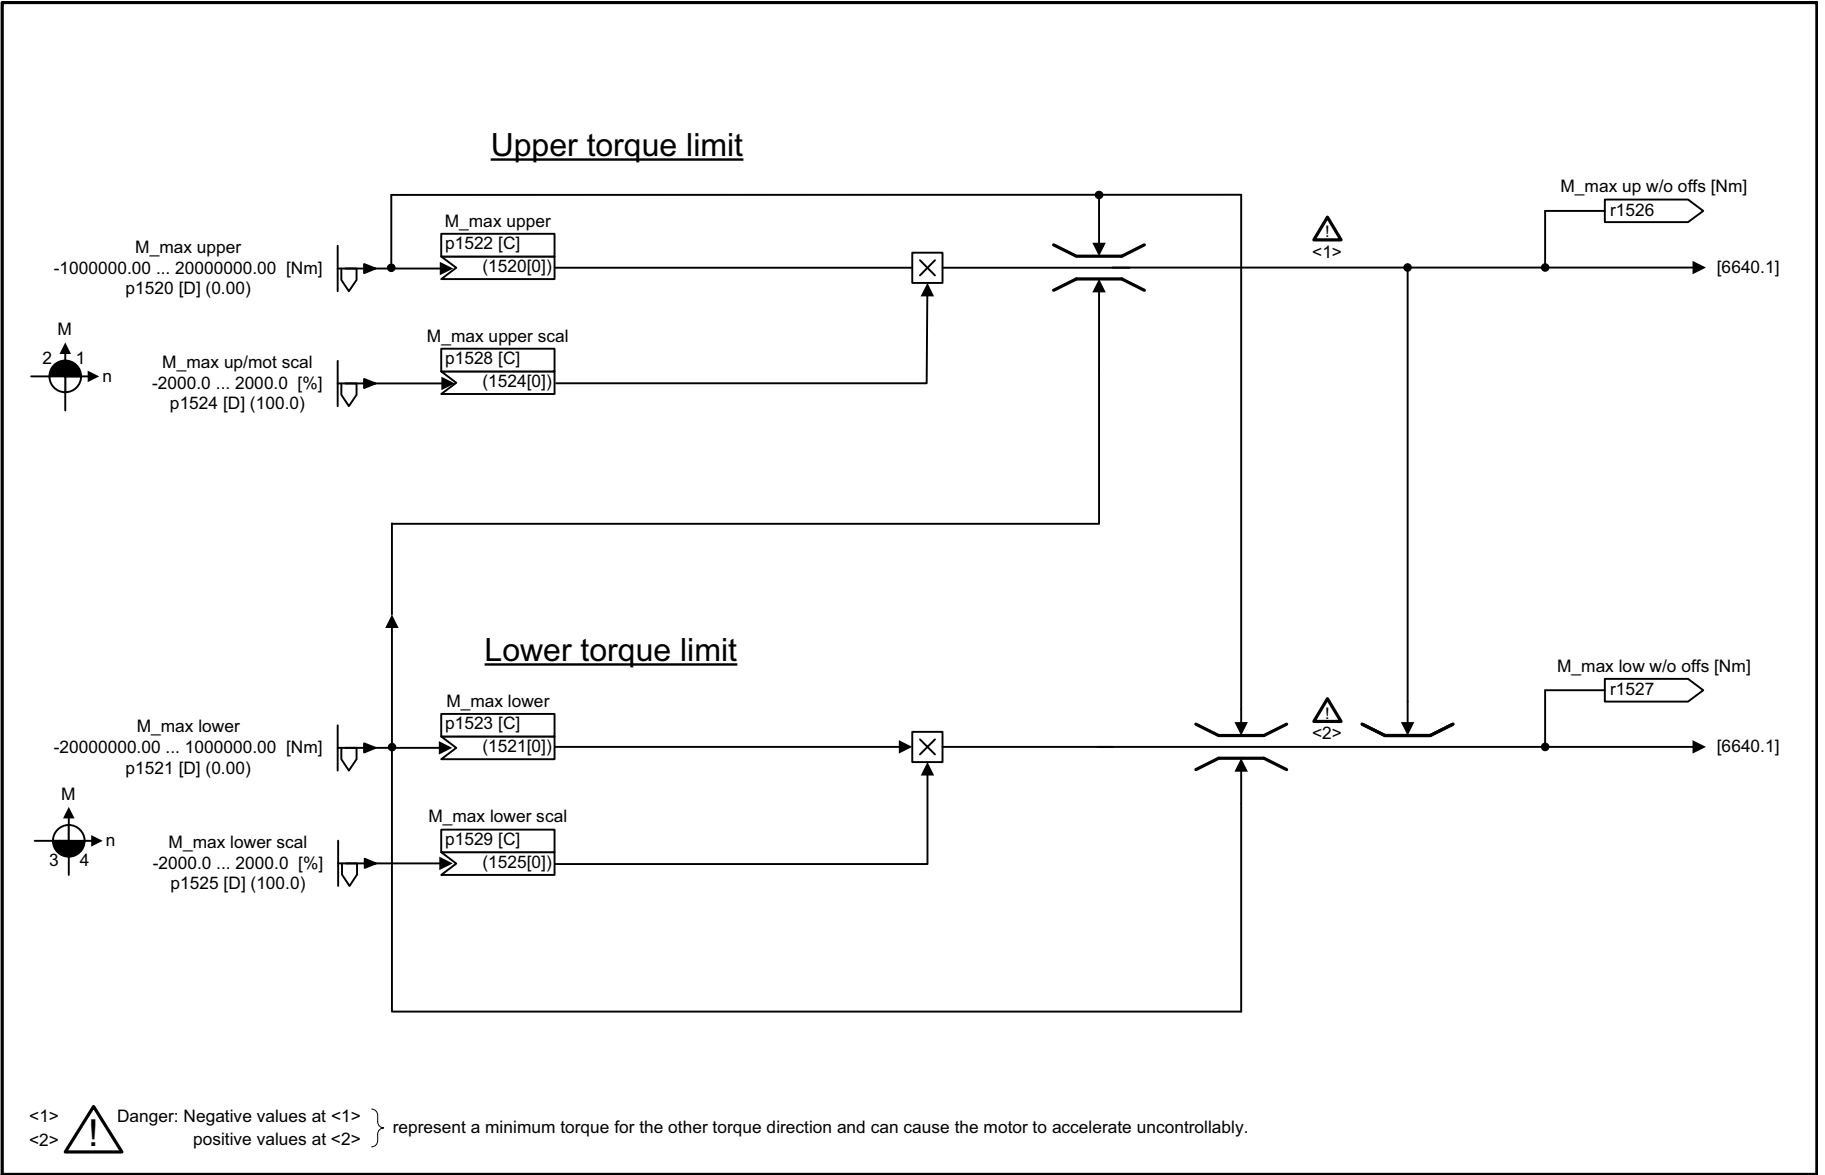 Upper torque limit
M_max up w/o offs [Nm]
r1526
M_max upper
p1522 [C]
(1520[0])
M_max upper
-1000000.00 ... 20000000.00 [Nm]
p1520 [D] (0.00)
<1>
[6640.1]
M
2 1
n
M_max upper scal
p1528 [C]
(1524[0])
M_max up/mot scal
-2000.0 ... 2000.0 [%]
p1524 [D] (100.0)
Lower torque limit
M_max low w/o offs [Nm]
r1527
M_max lower
p1523 [C]
(1521[0])
M_max lower
-20000000.00 ... 1000000.00 [Nm]
p1521 [D] (0.00)
<2>
[6640.1]
M
n
3 4
M_max lower scal
p1529 [C]
(1525[0])
M_max lower scal
-2000.0 ... 2000.0 [%]
p1525 [D] (100.0)
<1> Danger: Negative values at <1>
<2> positive values at <2>
represent a minimum torque for the other torque direction and can cause the motor to accelerate uncontrollably.